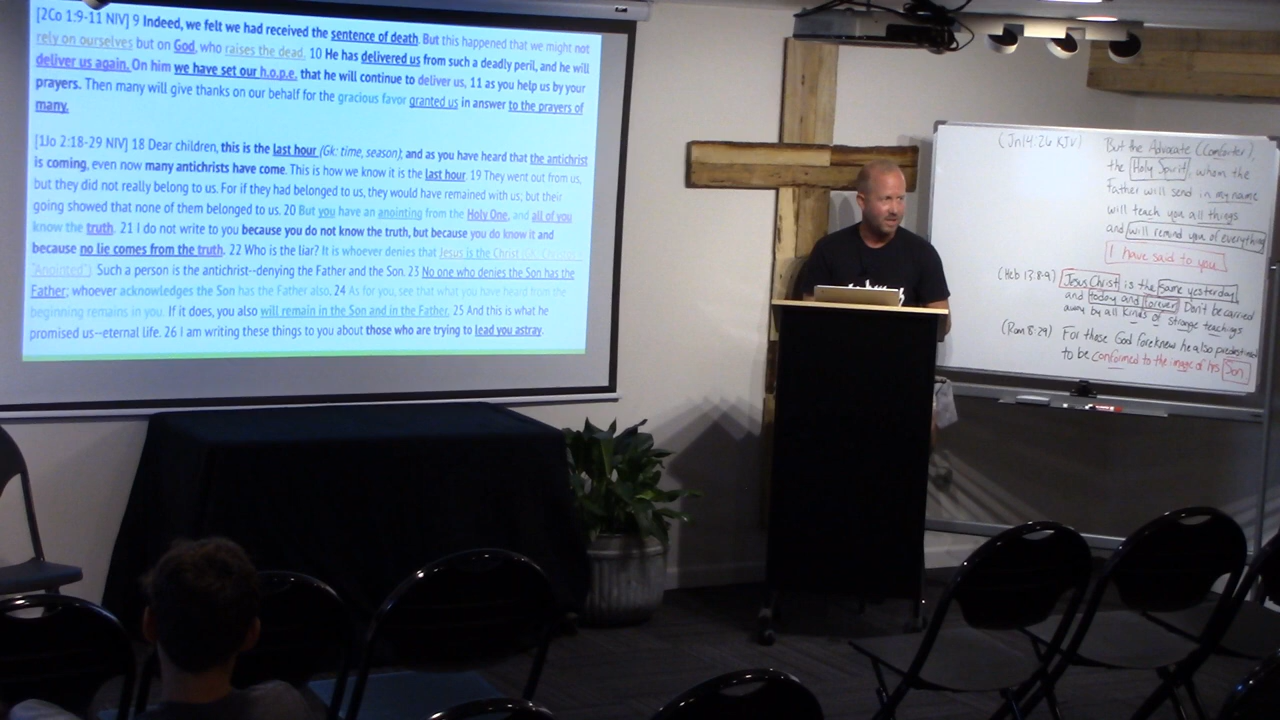 [2Co 1:9-11 NIV] 9 Indeed, we felt we had received the sentence of death. But this happened that we might not
rely on ourselves but on God, who raises the dead. 10 He has delivered us from such a deadly peril, and he will
deliver us again. On him we have set our h.o.p.e. that he will continue to deliver us, 11 as you help us by your
prayers. Then many will give thanks on our behalf for the gracious favor granted us in answer to the prayers of
many.
[1Jo 2:18-29 NIV] 18 Dear children, this is the last hour (Gk: time, season); and as you have heard that the antichrist
is coming, even now many antichrists have come. This is how we know it is the last hour. 19 They went out from us,
but they did not really belong to us. For if they had belonged to us, they would have remained with us; but their
going showed that none of them belonged to us. 20 But you have an anointing from the Holy One, and all of you
know the truth. 21 I do not write to you because you do not know the truth, but because you do know it and
because no lie comes from the truth. 22 Who is the liar? It is whoever denies that Jesus is the Christ
"Anointed"). Such a person is the antichrist--denying the Father and the Son. 23 No one who denies the Son has the
Father; whoever acknowledges the Son has the Father also. 24 As for you, see that what you have heard from the
beginning remains in you. If it does, you also will remain in the Son and in the Father. 25 And this is what he
promised us--eternal life. 26 I am writing these things to you about those who are trying to lead you astray.
(Jn 14:26 KJV) But the Advocate (Comforter),
the Holy Spirit, whom the
father will send in my name
will teach you all things
and will remind you of everything
I have said to you
(Heb 13:8-9) Jesus Christ is the same yesterday,
and today and forever Don't be carried
away by all kinds of strange teachings
(Rom 8:29) For those God foreknew he also predestined
to be conformed to the image of his Son.